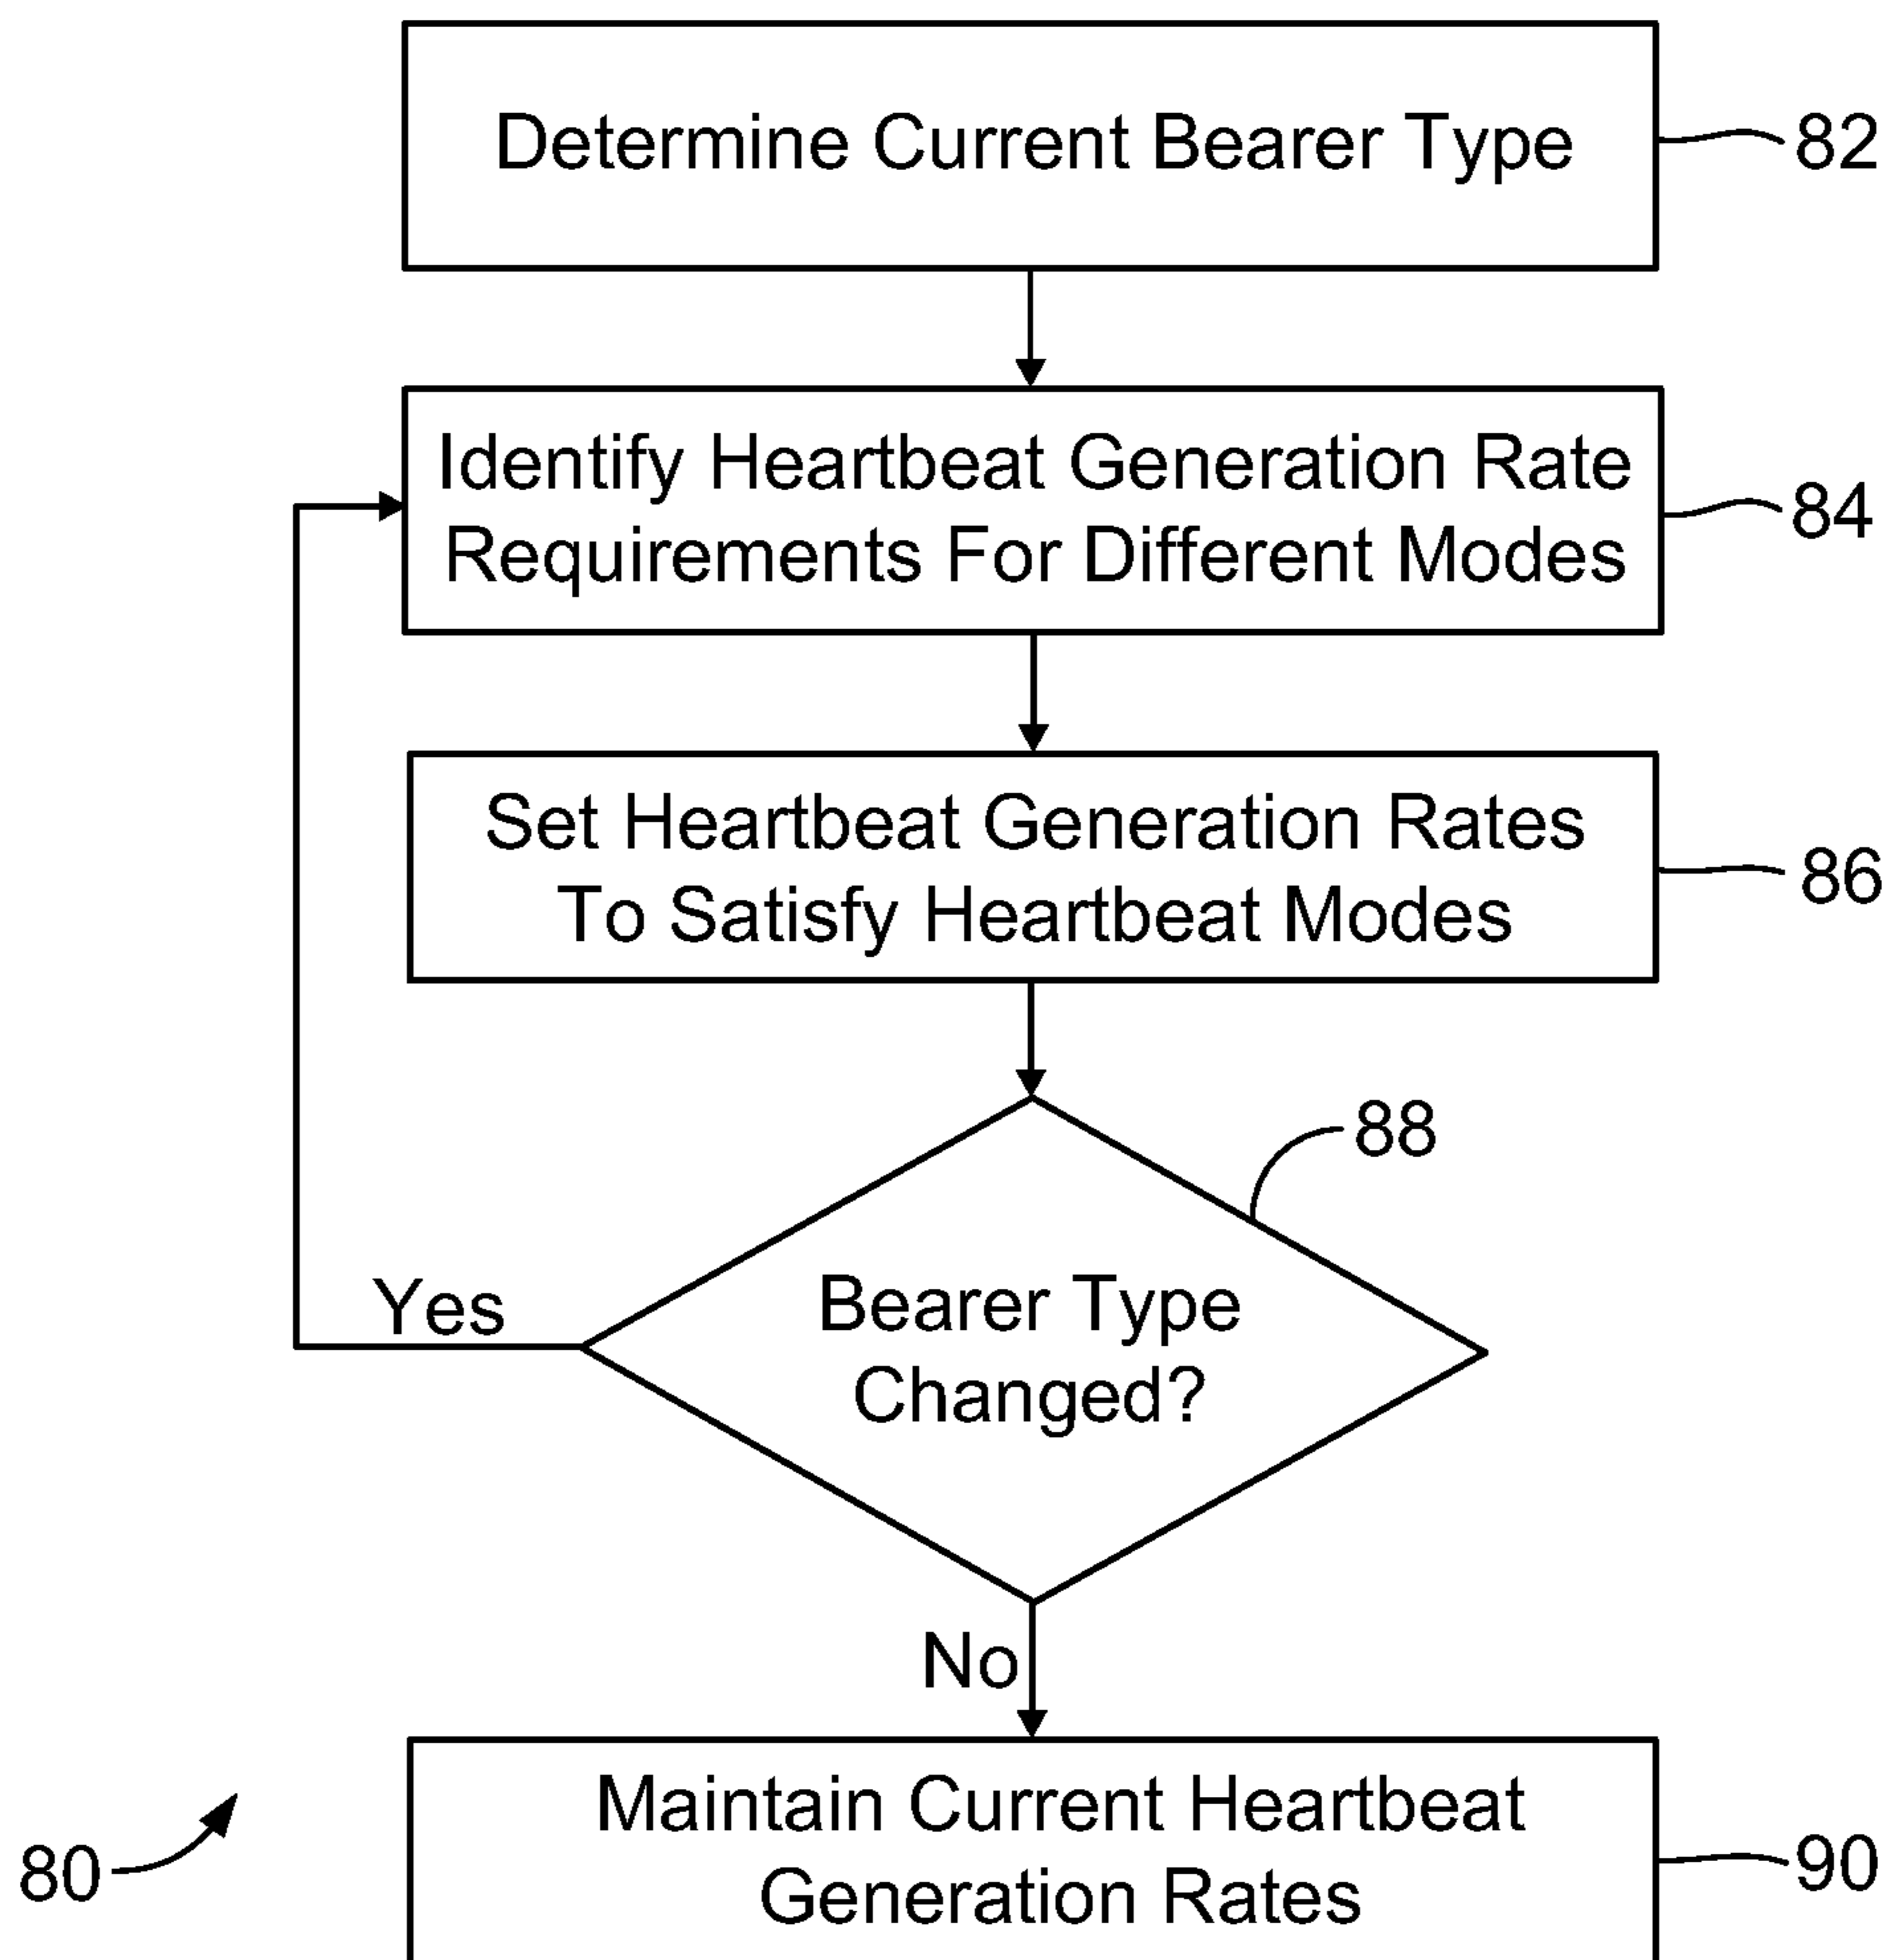 Determine Current Bearer Type
82
Identify Heartbeat Generation Rate
Requirements For Different Modes
84
Set Heartbeat Generation Rates
To Satisfy Heartbeat Modes
86
88
Bearer Type
Changed?
Yes
No
Maintain Current Heartbeat
Generation Rates
90
80